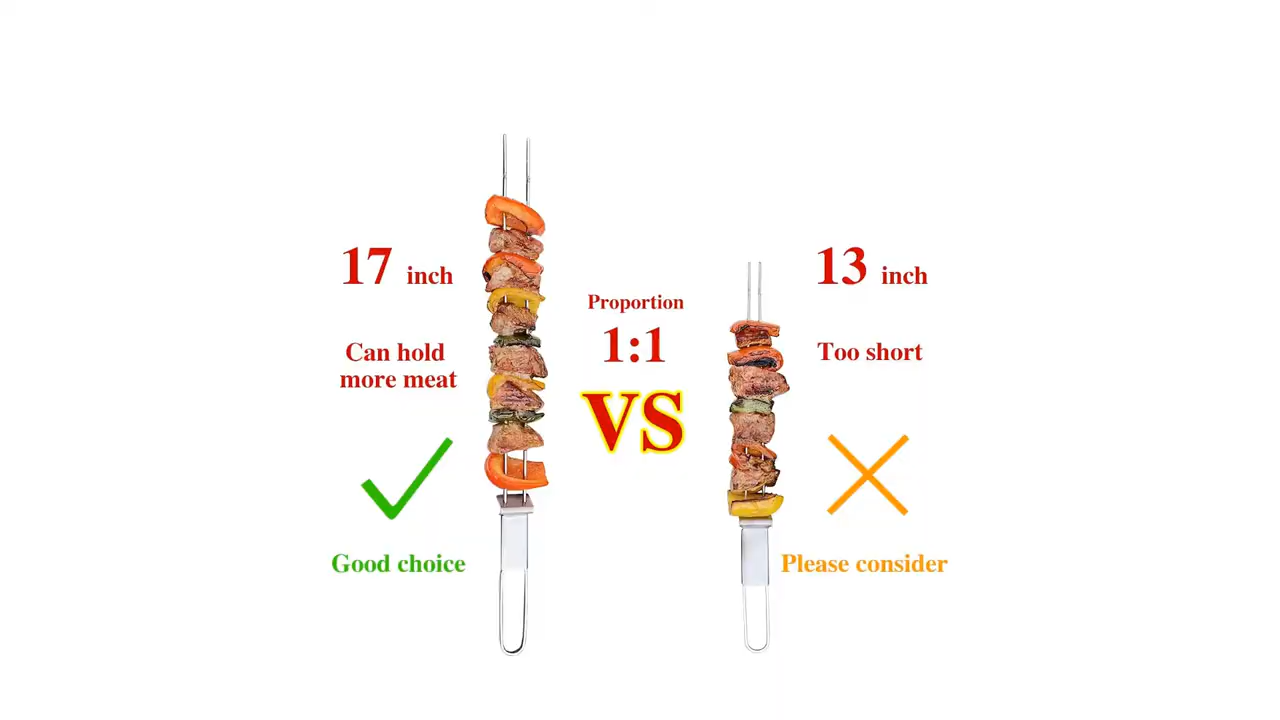 17 inch
Can hold
more meat
Good choice
Proportion
1:1
VS
13 inch
Too short
Please consider